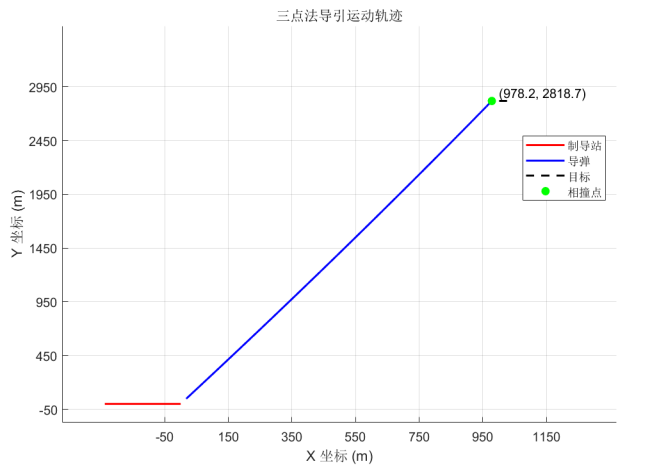 三点法导引运动轨迹
(978.2, 2818.7)
2950
2450
1950
1450
950
450
-50
Y 坐标 (m)
制导站
导弹
目标
相撞点
-50 150 350 550 750 950 1150
X 坐标 (m)